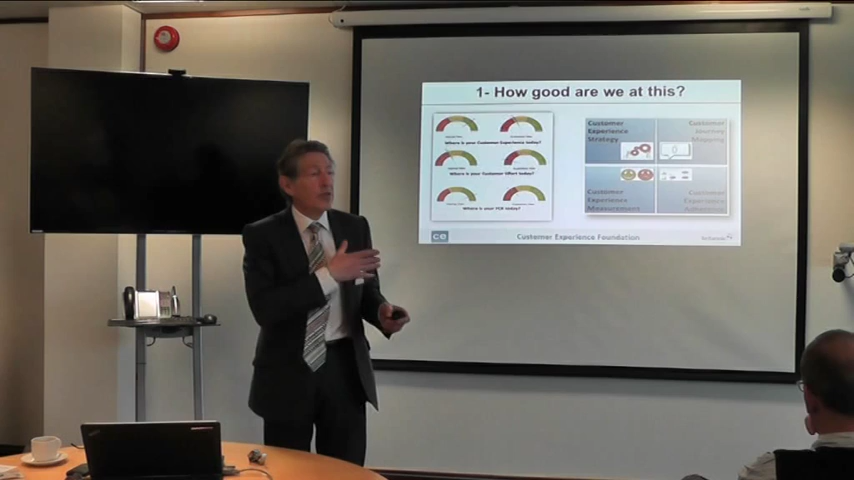 1- How good are we at this?
Where is your Customer Experience today?
Where is your Customer Effort today?
Where is your FCR today?
Customer
Experience
Strategy
Customer
Journey
Mapping
Customer
Experience
Measurement
Customer
Experience
ce
Customer Experience Foundation